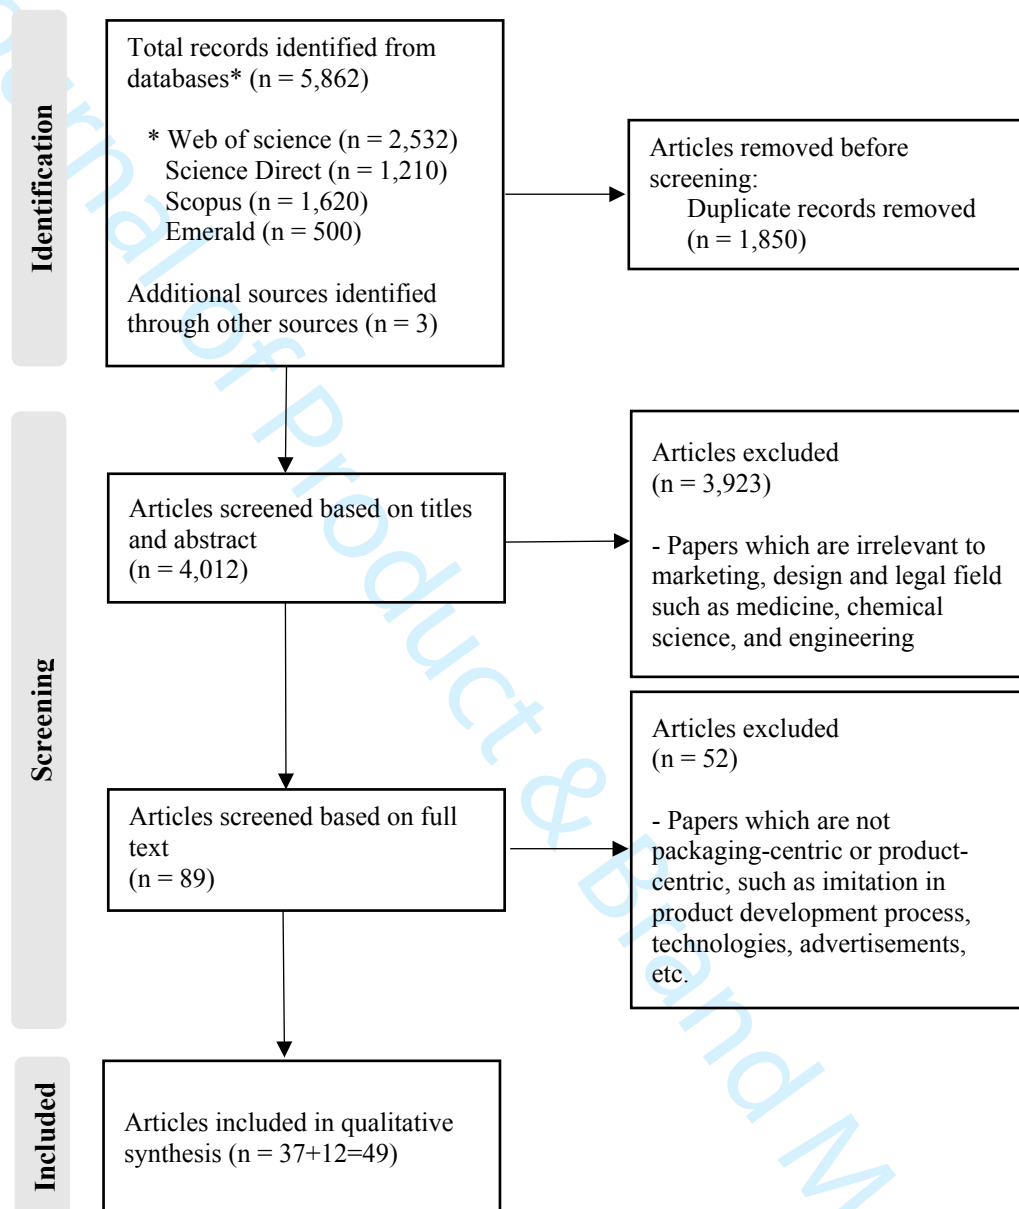 Identification
Total records identified from
databases* (n = 5,862)
* Web of science (n = 2,532)
Science Direct (n = 1,210)
Scopus (n = 1,620)
Emerald (n = 500)
Additional sources identified
through other sources (n = 3)
Articles removed before
screening:
Duplicate records removed
(n = 1,850)
Screening
Articles screened based on titles
and abstract
(n = 4,012)
Articles excluded
(n = 3,923)
- Papers which are irrelevant to
marketing, design and legal field
such as medicine, chemical
science, and engineering
Articles screened based on full
text
(n = 89)
Articles excluded
(n = 52)
- Papers which are not
packaging-centric or product-
centric, such as imitation in
product development process,
technologies, advertisements,
etc.
Included
Articles included in qualitative
synthesis (n = 37+12=49)
of Product & Brand